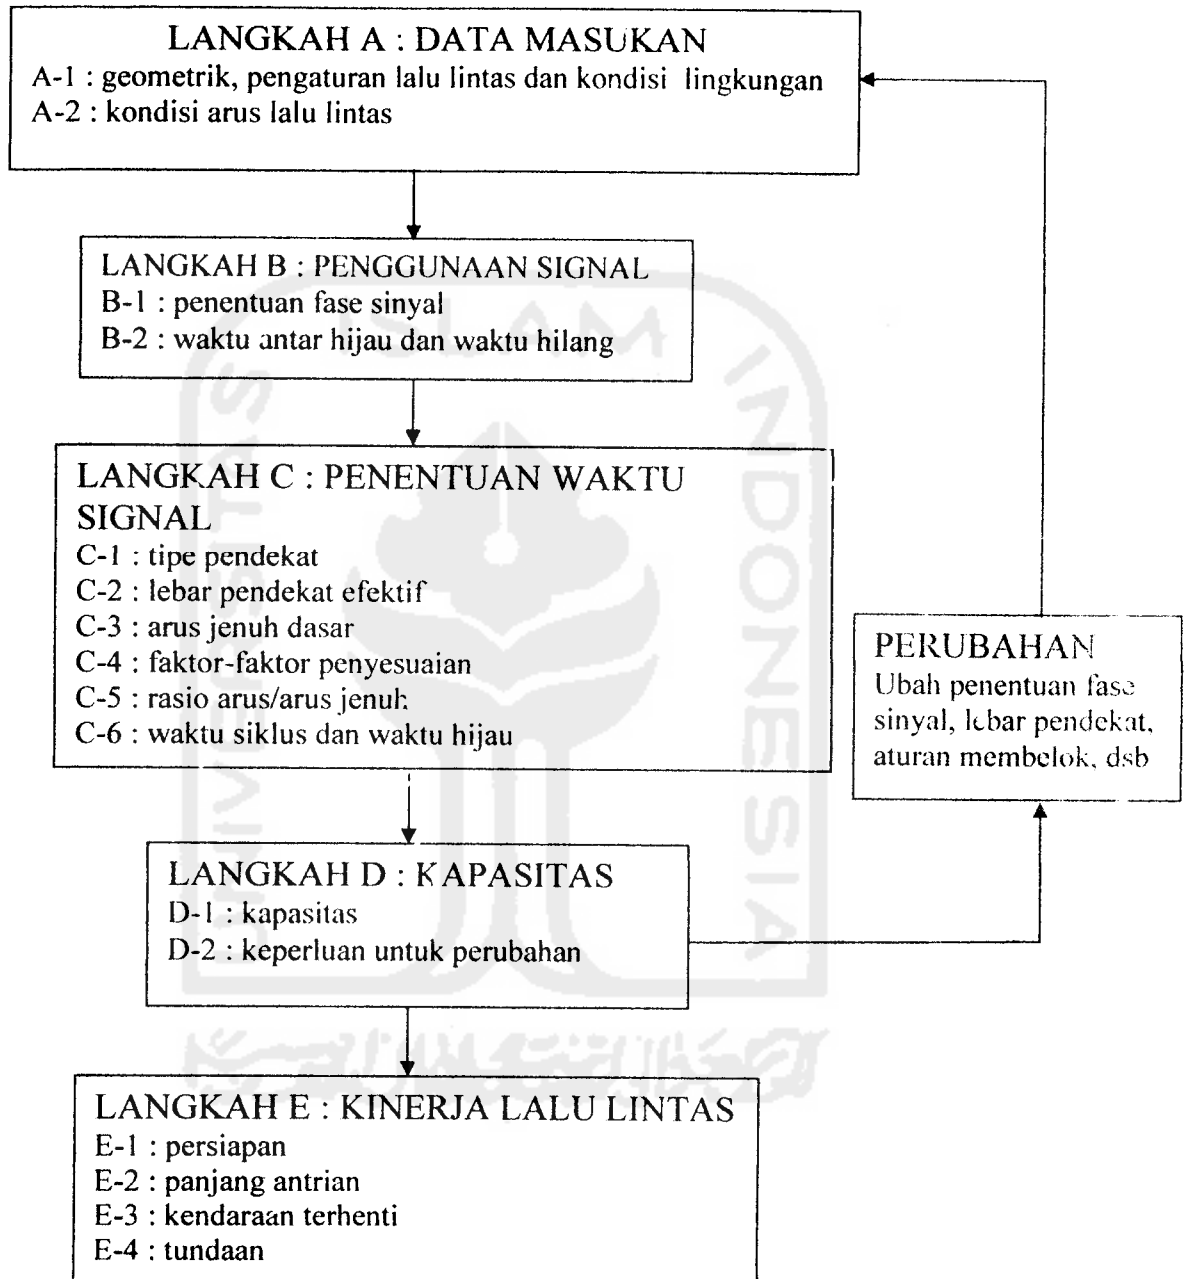 LANGKAH A : DATA MASUKAN
A-1 : geometrik, pengaturan lalu lintas dan kondisi lingkungan
A-2 : kondisi arus lalu lintas
LANGKAH B : PENGGUNAAN SIGNAL
B-1 : penentuan fase sinyal
B-2 : waktu antar hijau dan waktu hilang
LANGKAH C : PENENTUAN WAKTU
SIGNAL
C-1 : tipe pendekat
C-2 : lebar pendekat efektif
C-3 : arus jenuh dasar
C-4 : faktor-faktor penyesuaian
C-5 : rasio arus/arus jenuh
C-6 : waktu siklus dan waktu hijau
PERUBAHAN
Ubah penentuan fase
sinyal, lebar pendekat,
aturan membelok, dsb
LANGKAH D : KAPASITAS
D-1 : kapasitas
D-2 : keperluan untuk perubahan
LANGKAH E : KINERJA LALU LINTAS
E-1 : persiapan
E-2 : panjang antrian
E-3 : kendaraan terhenti
E-4 : tundaan
UNIVERSITAS
ISLAM
INDONESIA